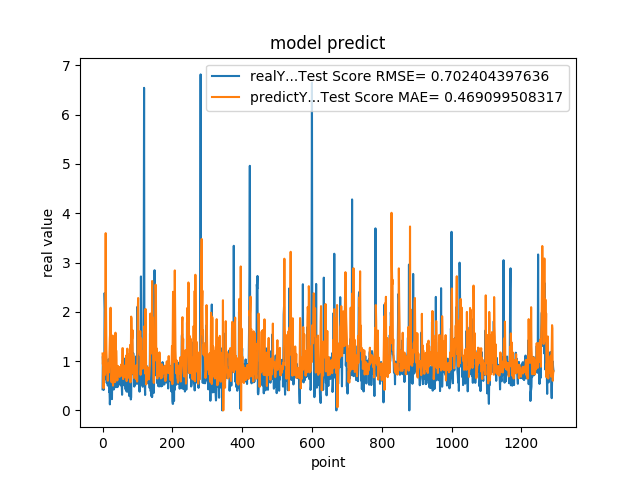 model predict
realY...Test Score RMSE= 0.702404397636
predictY...Test Score MAE= 0.469099508317
real value
7
6
5
4
3
2
1
0
0 200 400 600 800 1000 1200
point